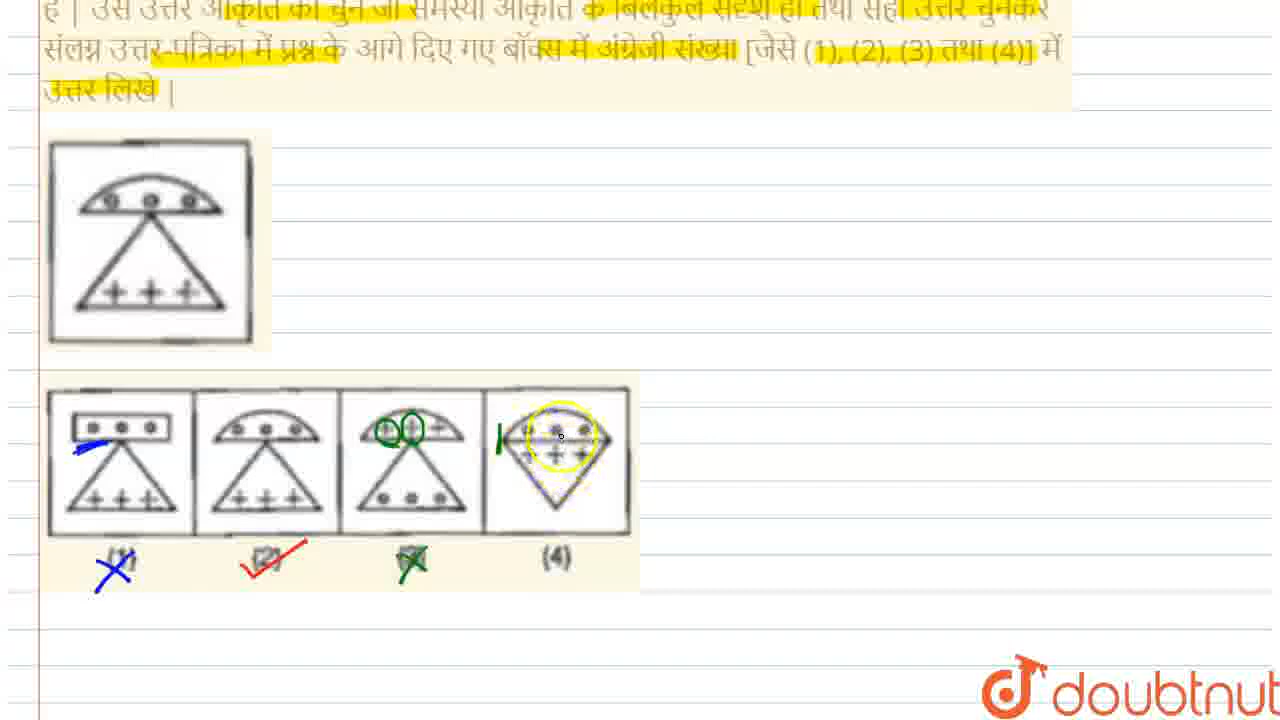 है | उस उत्तर आकृति को चुने जो समस्या आकृति के बिलकुल सदृश हो तथा सही उत्तर चुनकर
संलग्न उत्तर-पत्रिका में प्रश्न के आगे दिए गए बॉक्स में अंग्रेजी संख्या [जेसे (1), (2), (3) तथा (4)] में
उत्तर लिखे |
(1) (2) (3) (4)
doubtnut